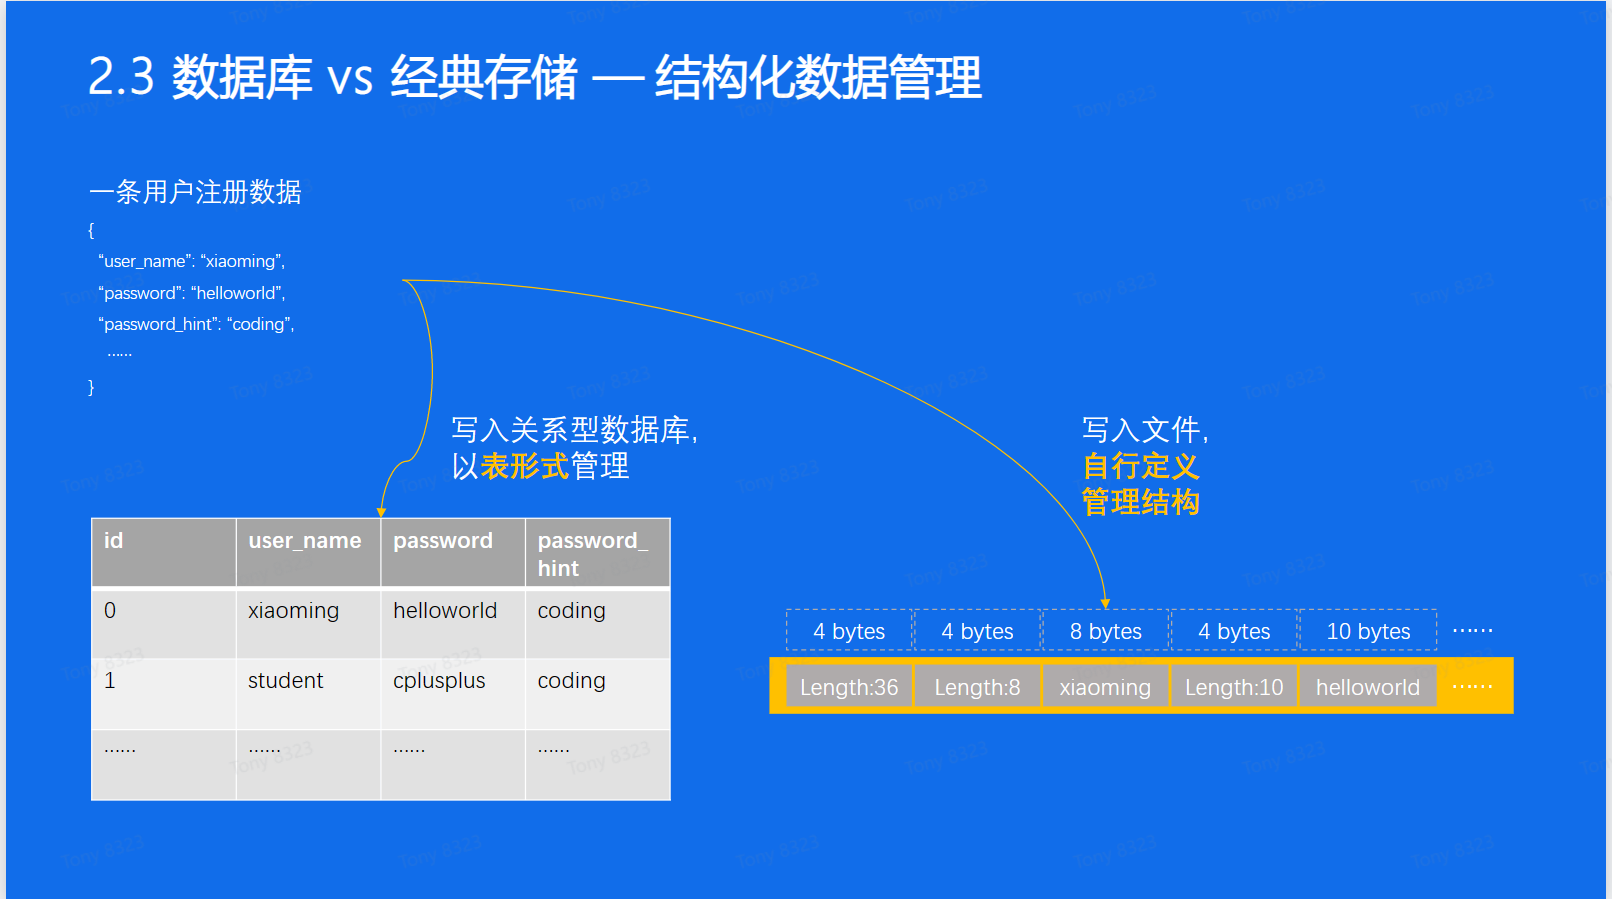 2.3 数据库 vs 经典存储 — 结构化数据管理
一条用户注册数据
{
“user_name”: “xiaoming”,
“password”: “helloworld”,
“password_hint”: “coding”,
……
}
写入关系型数据库,
以表形式管理
写入文件,
自行定义
管理结构
id user_name password password_
hint
0 xiaoming helloworld coding
1 student cplusplus coding
…… …… …… ……
4 bytes 4 bytes 8 bytes 4 bytes 10 bytes ……
Length:36 Length:8 xiaoming Length:10 helloworld ……
Tony 8323